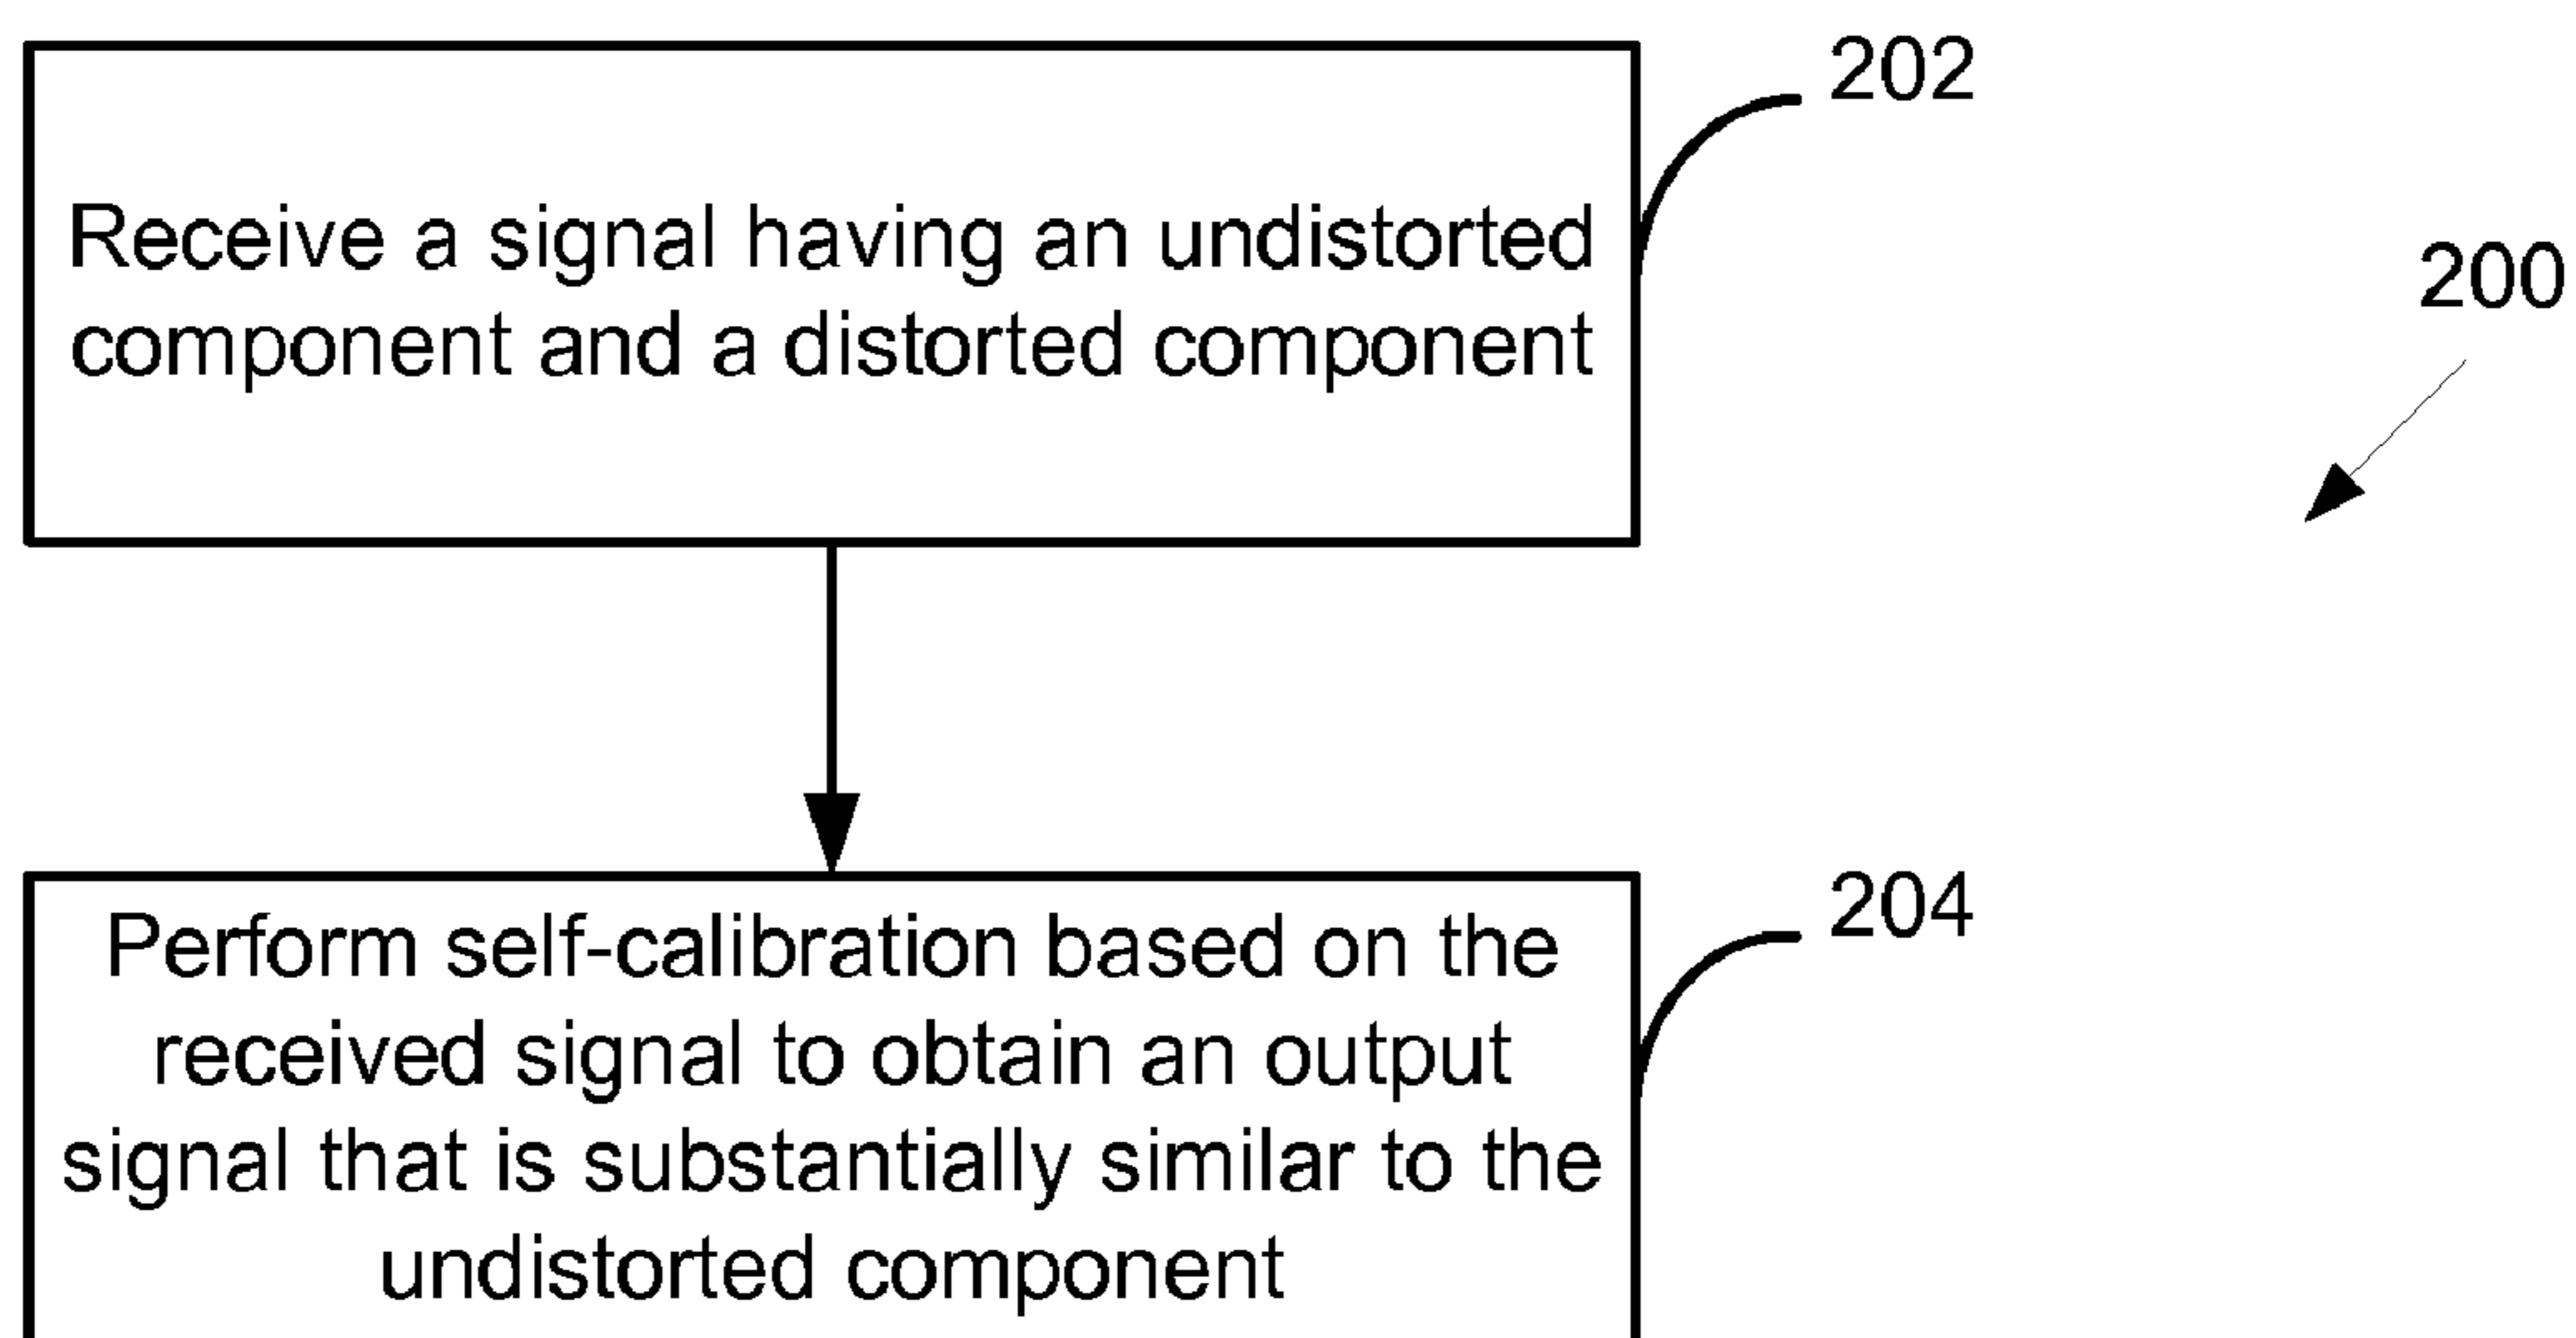 202
Receive a signal having an undistorted
component and a distorted component
200
204
Perform self-calibration based on the
received signal to obtain an output
signal that is substantially similar to the
undistorted component